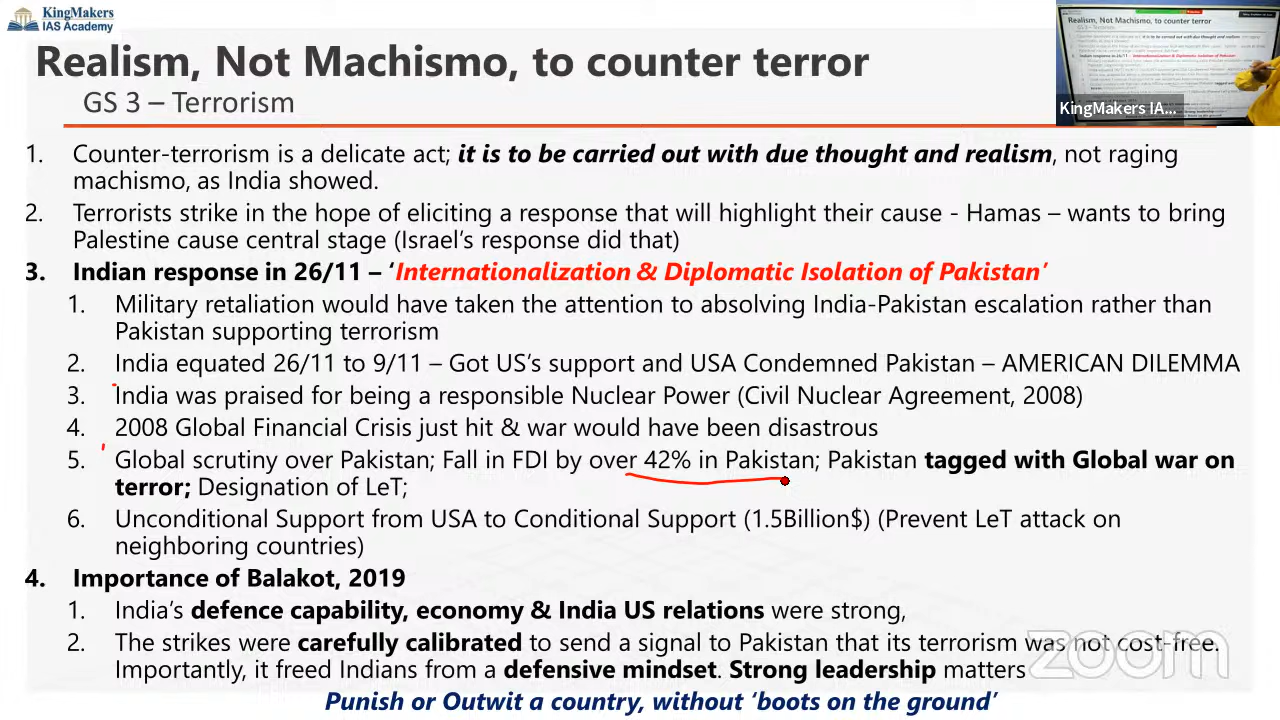 KingMakers
IAS Academy
Realism, Not Machismo, to counter terror
GS 3 – Terrorism
KingMakers IA...
1. Counter-terrorism is a delicate act; it is to be carried out with due thought and realism, not raging
machismo, as India showed.
2. Terrorists strike in the hope of eliciting a response that will highlight their cause - Hamas – wants to bring
Palestine cause central stage (Israel's response did that)
3. Indian response in 26/11 – 'Internationalization & Diplomatic Isolation of Pakistan'
1. Military retaliation would have taken the attention to absolving India-Pakistan escalation rather than
Pakistan supporting terrorism
2. India equated 26/11 to 9/11 – Got US's support and USA Condemned Pakistan – AMERICAN DILEMMA
3. India was praised for being a responsible Nuclear Power (Civil Nuclear Agreement, 2008)
4. 2008 Global Financial Crisis just hit & war would have been disastrous
5. Global scrutiny over Pakistan; Fall in FDI by over 42% in Pakistan; Pakistan tagged with Global war on
terror; Designation of LeT;
6. Unconditional Support from USA to Conditional Support (1.5Billion$) (Prevent LeT attack on
neighboring countries)
4. Importance of Balakot, 2019
1. India's defence capability, economy & India US relations were strong,
2. The strikes were carefully calibrated to send a signal to Pakistan that its terrorism was not cost-free.
Importantly, it freed Indians from a defensive mindset. Strong leadership matters
zoom
Punish or Outwit a country, without 'boots on the ground'
Realism, Not Machismo, to counter terror
GS 3 – Terrorism